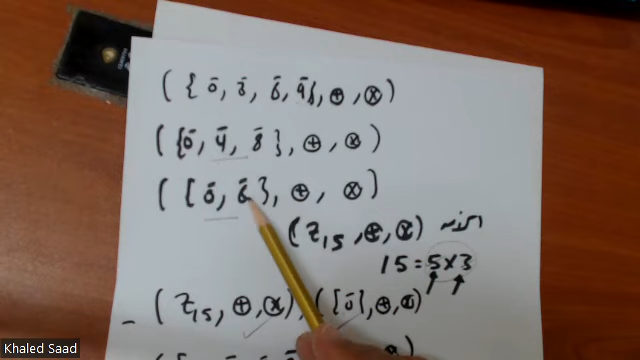 ( { 0̄, 3̄, 6̄, 9̄ }, ⊕, ⊗ )
( { 0̄, 4̄, 8̄ }, ⊕, ⊗ )
( { 0̄, 6̄ }, ⊕, ⊗ )
( Z₁₅, ⊕, ⊗ )
15 = 5 × 3
- ( Z₁₅, ⊕, ⊗ ), ( { 0̄ }, ⊕, ⊗ )
Khaled Saad